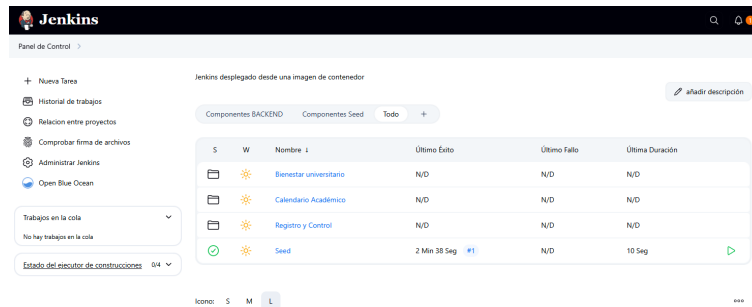 Jenkins
Panel de Control
Nueva Tarea
Historial de trabajos
Relacion entre proyectos
Comprobar firma de archivos
Administrar Jenkins
Open Blue Ocean
Trabajos en la cola
No hay trabajos en la cola
Estado del ejecutor de construcciones 0/4
Jenkins desplegado desde una imagen de contenedor
añadir descripción
Componentes BACKEND Componentes Seed Todo +
S W Nombre ↓ Último Éxito Último Fallo Última Duración
Bienestar universitario N/D N/D N/D
Calendario Académico N/D N/D N/D
Registro y Control N/D N/D N/D
Seed 2 Min 38 Seg #1 N/D 10 Seg
Icono: S M L